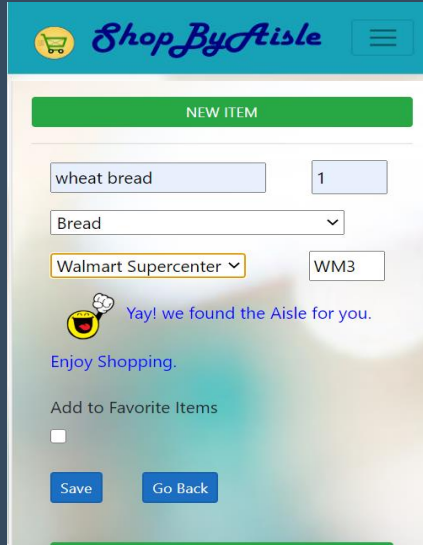 ShopByAisle
NEW ITEM
wheat bread 1
Bread
Walmart Supercenter WM3
Yay! we found the Aisle for you.
Enjoy Shopping.
Add to Favorite Items
Save Go Back